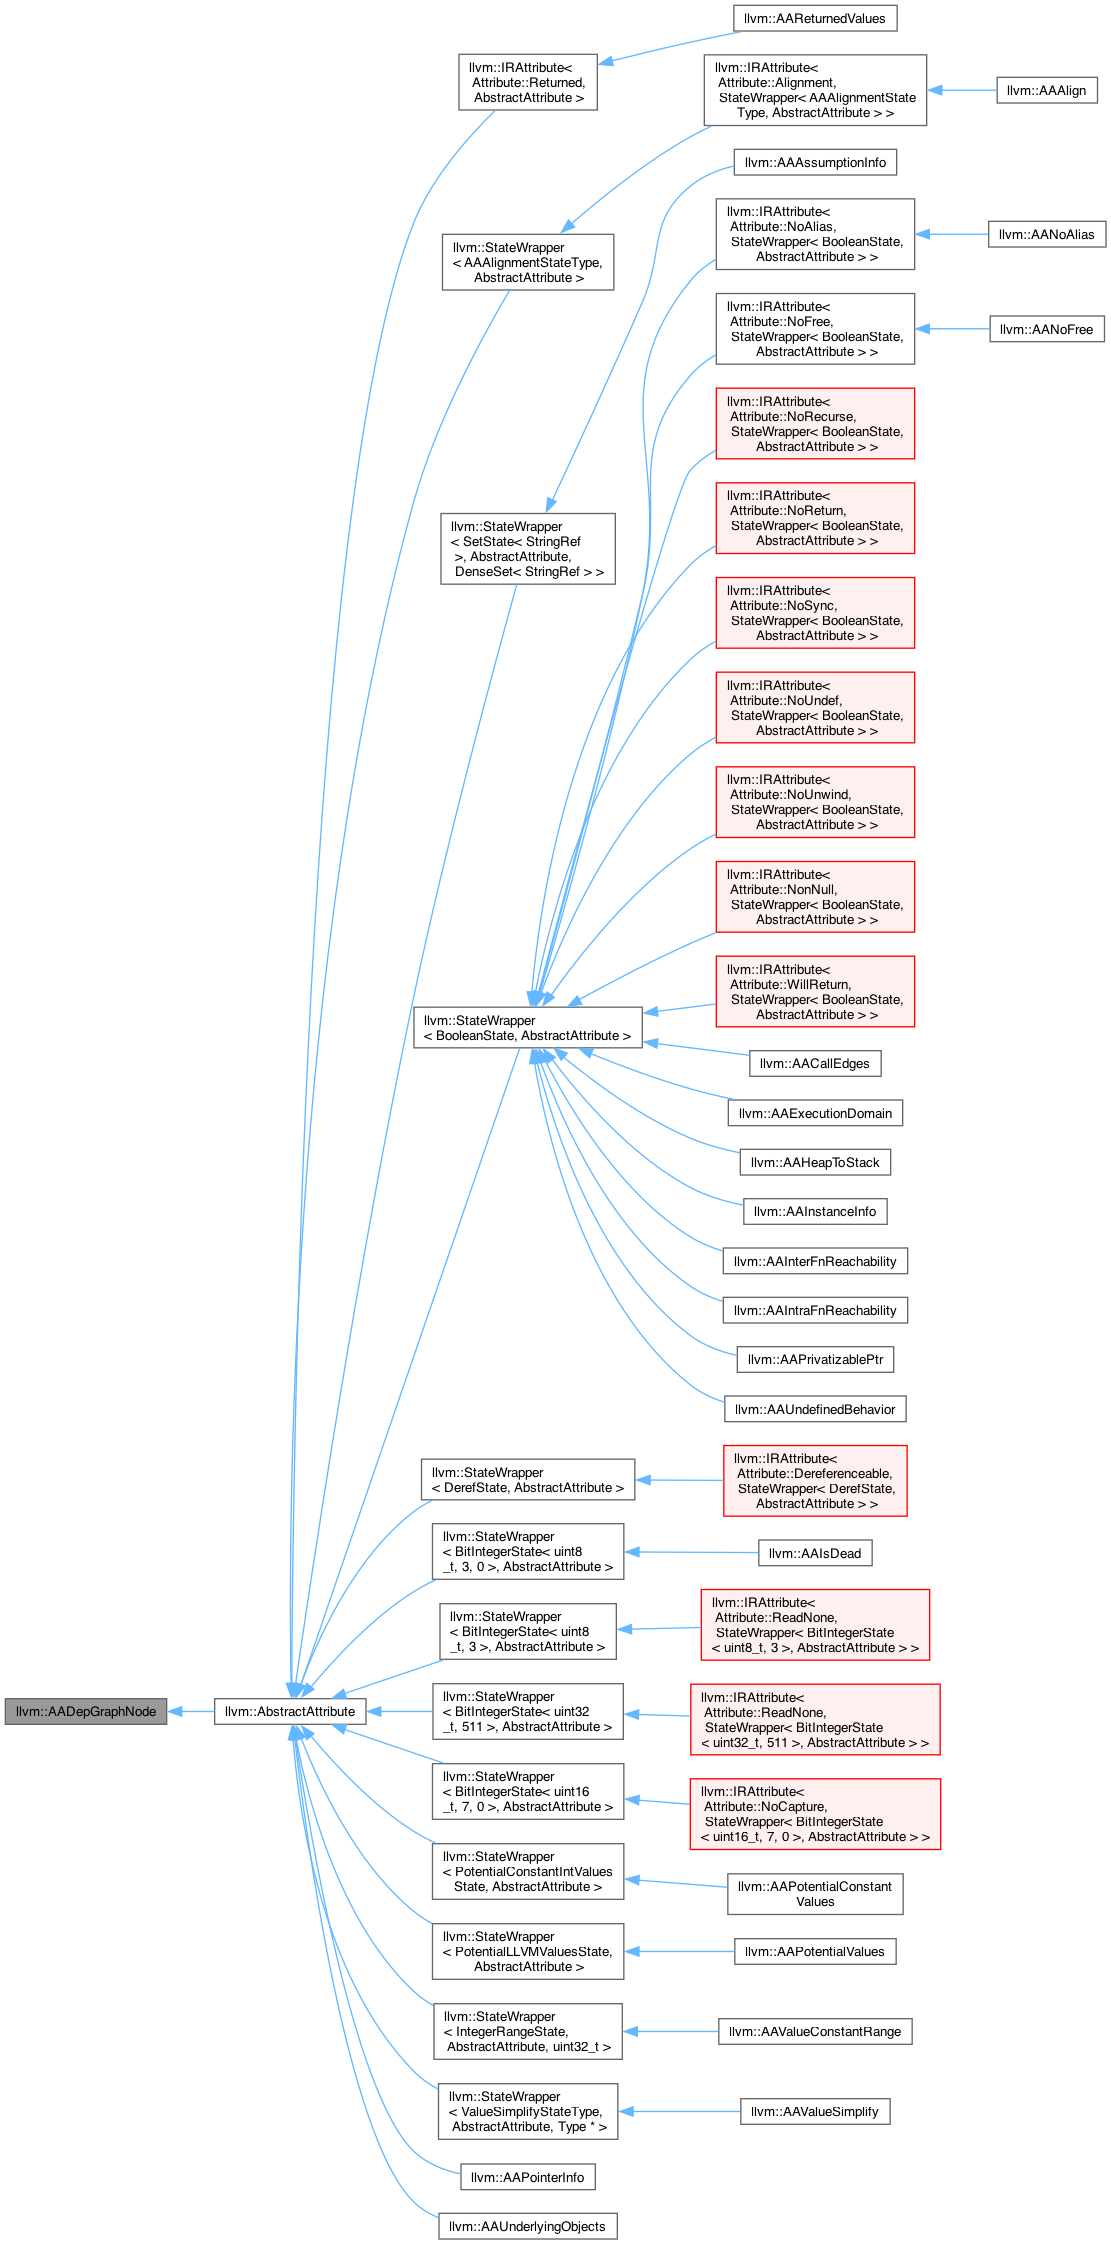 llvm::AAReturnedValues
llvm::IRAttribute<
Attribute::Returned,
AbstractAttribute >
llvm::IRAttribute<
Attribute::Alignment,
StateWrapper< AAAlignmentState
Type, AbstractAttribute > >
llvm::AAAlign
llvm::AAAssumptionInfo
llvm::IRAttribute<
Attribute::NoAlias,
StateWrapper< BooleanState,
AbstractAttribute > >
llvm::AANoAlias
llvm::StateWrapper
< AAAlignmentStateType,
AbstractAttribute >
llvm::IRAttribute<
Attribute::NoFree,
StateWrapper< BooleanState,
AbstractAttribute > >
llvm::AANoFree
llvm::IRAttribute<
Attribute::NoRecurse,
StateWrapper< BooleanState,
AbstractAttribute > >
llvm::IRAttribute<
Attribute::NoReturn,
StateWrapper< BooleanState,
AbstractAttribute > >
llvm::StateWrapper
< SetState< StringRef
>, AbstractAttribute,
DenseSet< StringRef > >
llvm::IRAttribute<
Attribute::NoSync,
StateWrapper< BooleanState,
AbstractAttribute > >
llvm::IRAttribute<
Attribute::NoUndef,
StateWrapper< BooleanState,
AbstractAttribute > >
llvm::IRAttribute<
Attribute::NoUnwind,
StateWrapper< BooleanState,
AbstractAttribute > >
llvm::IRAttribute<
Attribute::NonNull,
StateWrapper< BooleanState,
AbstractAttribute > >
llvm::IRAttribute<
Attribute::WillReturn,
StateWrapper< BooleanState,
AbstractAttribute > >
llvm::StateWrapper
< BooleanState, AbstractAttribute >
llvm::AACallEdges
llvm::AAExecutionDomain
llvm::AAHeapToStack
llvm::AAInstanceInfo
llvm::AAInterFnReachability
llvm::AAIntraFnReachability
llvm::AAPrivatizablePtr
llvm::AAUndefinedBehavior
llvm::StateWrapper
< DerefState, AbstractAttribute >
llvm::IRAttribute<
Attribute::Dereferenceable,
StateWrapper< DerefState,
AbstractAttribute > >
llvm::StateWrapper
< BitIntegerState< uint8
_t, 3, 0 >, AbstractAttribute >
llvm::AAIsDead
llvm::StateWrapper
< BitIntegerState< uint8
_t, 3 >, AbstractAttribute >
llvm::IRAttribute<
Attribute::ReadNone,
StateWrapper< BitIntegerState
< uint8_t, 3 >, AbstractAttribute > >
llvm::AADepGraphNode
llvm::AbstractAttribute
llvm::StateWrapper
< BitIntegerState< uint32
_t, 511 >, AbstractAttribute >
llvm::IRAttribute<
Attribute::ReadNone,
StateWrapper< BitIntegerState
< uint32_t, 511 >, AbstractAttribute > >
llvm::StateWrapper
< BitIntegerState< uint16
_t, 7, 0 >, AbstractAttribute >
llvm::IRAttribute<
Attribute::NoCapture,
StateWrapper< BitIntegerState
< uint16_t, 7, 0 >, AbstractAttribute > >
llvm::StateWrapper
< PotentialConstantIntValues
State, AbstractAttribute >
llvm::AAPotentialConstant
Values
llvm::StateWrapper
< PotentialLLVMValuesState,
AbstractAttribute >
llvm::AAPotentialValues
llvm::StateWrapper
< IntegerRangeState,
AbstractAttribute, uint32_t >
llvm::AAValueConstantRange
llvm::StateWrapper
< ValueSimplifyStateType,
AbstractAttribute, Type * >
llvm::AAValueSimplify
llvm::AAPointerInfo
llvm::AAUnderlyingObjects